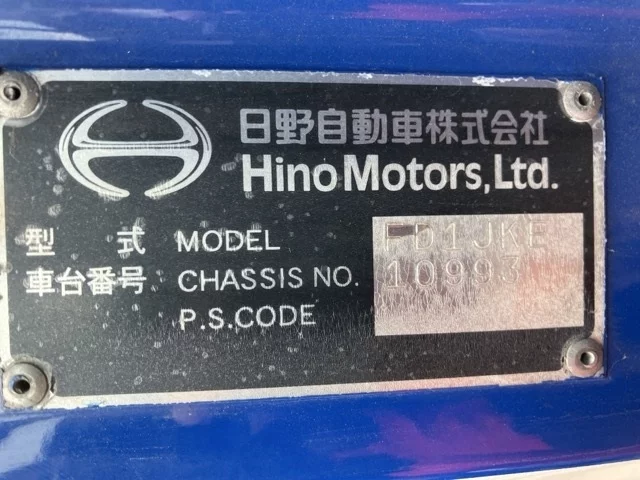 日野自動車株式会社
Hino Motors, Ltd.
型式 MODEL FD1JKE
車台番号 CHASSIS NO. 10997
P.S.CODE